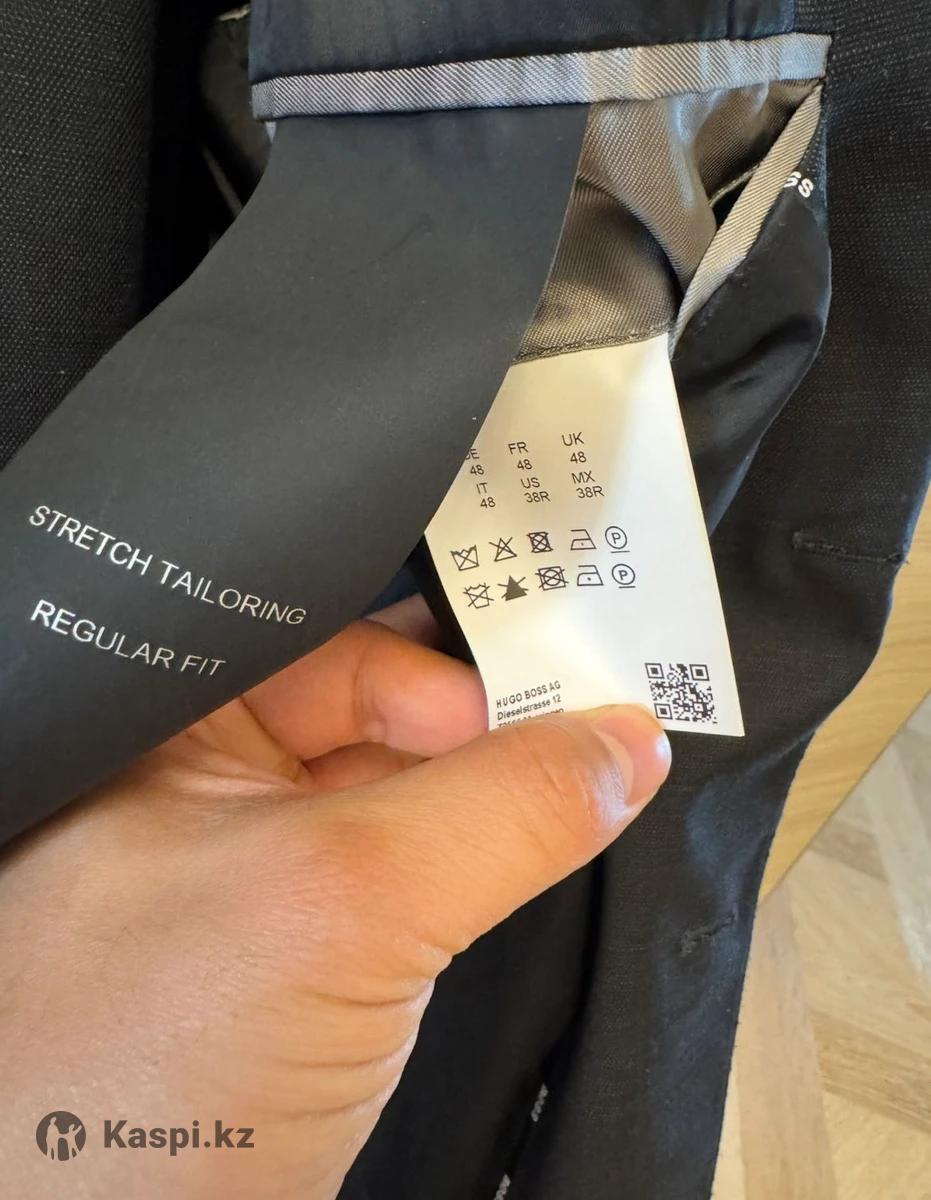 SS
FR UK
48 48 48
IT US MX
48 38R 38R
P
P
STRETCH TAILORING
REGULAR FIT
HUGO BOSS AG
Dieselstrasse 12
Kaspi.kz